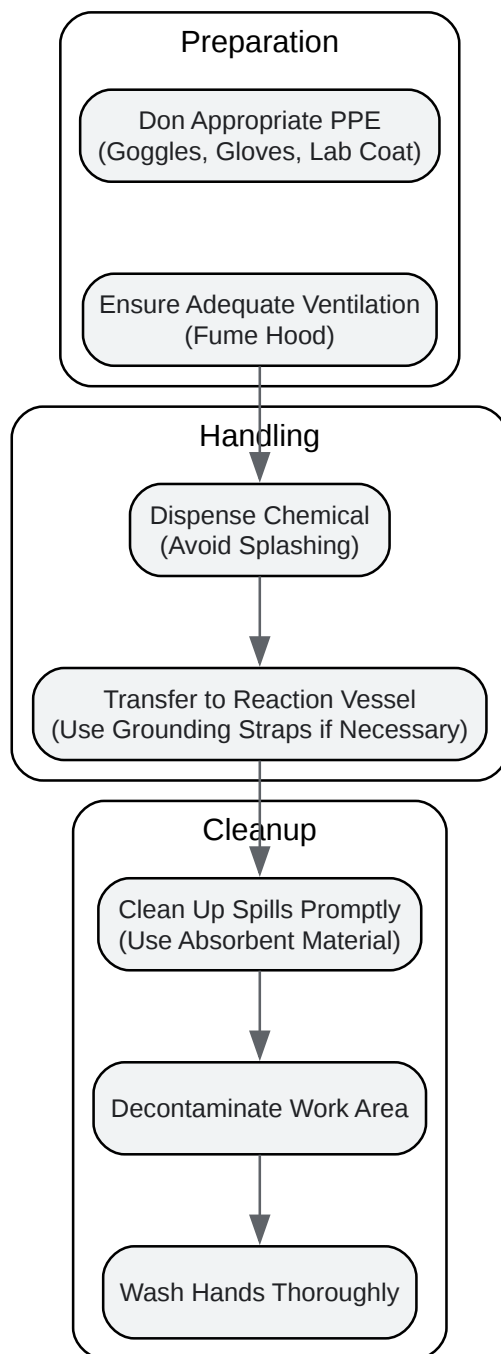 Preparation
Don Appropriate PPE
(Goggles, Gloves, Lab Coat)
Ensure Adequate Ventilation
(Fume Hood)
Handling
Dispense Chemical
(Avoid Splashing)
Transfer to Reaction Vessel
(Use Grounding Straps if Necessary)
Cleanup
Clean Up Spills Promptly
(Use Absorbent Material)
Decontaminate Work Area
Wash Hands Thoroughly